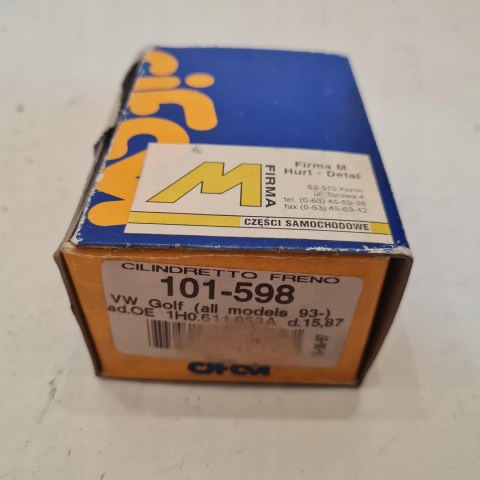 FIRMA
M
Firma M
Hurt - Detal
62-510 Konin
ul. Torowa 4
tel. (0-63) 45-69-38
fax (0-63) 45-69-42
CZĘŚCI SAMOCHODOWE
CILINDRETTO FRENO
101-598
VW Golf (all models 93-)
ad.OE 1H0.611.053A d.15,87